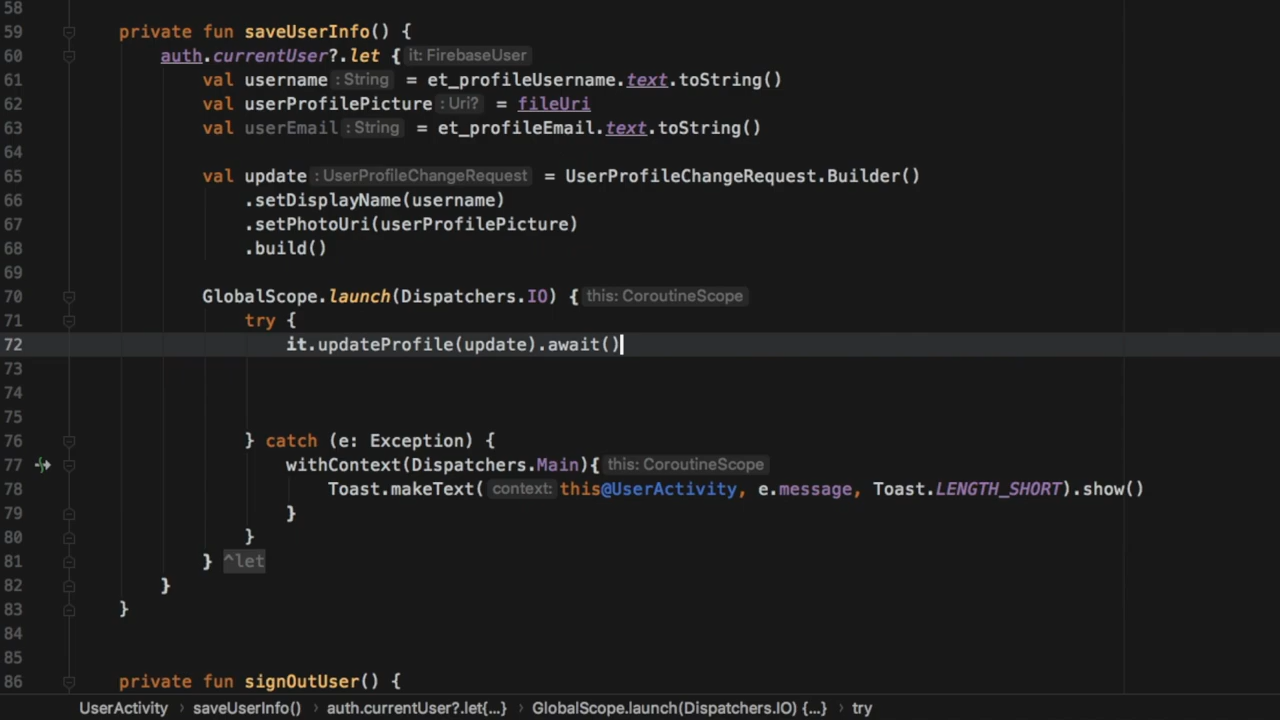 58
59 private fun saveUserInfo() {
60 auth.currentUser?.let { it: FirebaseUser
61 val username : String = et_profileUsername.text.toString()
62 val userProfilePicture : Uri? = fileUri
63 val userEmail : String = et_profileEmail.text.toString()
64
65 val update : UserProfileChangeRequest = UserProfileChangeRequest.Builder()
66 .setDisplayName(username)
67 .setPhotoUri(userProfilePicture)
68 .build()
69
70 GlobalScope.launch(Dispatchers.IO) { this: CoroutineScope
71 try {
72 it.updateProfile(update).await()
73
74
75
76 } catch (e: Exception) {
77 withContext(Dispatchers.Main){ this: CoroutineScope
78 Toast.makeText( context: this@UserActivity, e.message, Toast.LENGTH_SHORT).show()
79 }
80 }
81 } ^let
82 }
83 }
84
85
86 private fun signOutUser() {
UserActivity › saveUserInfo() › auth.currentUser?.let{...} › GlobalScope.launch(Dispatchers.IO) {...} › try